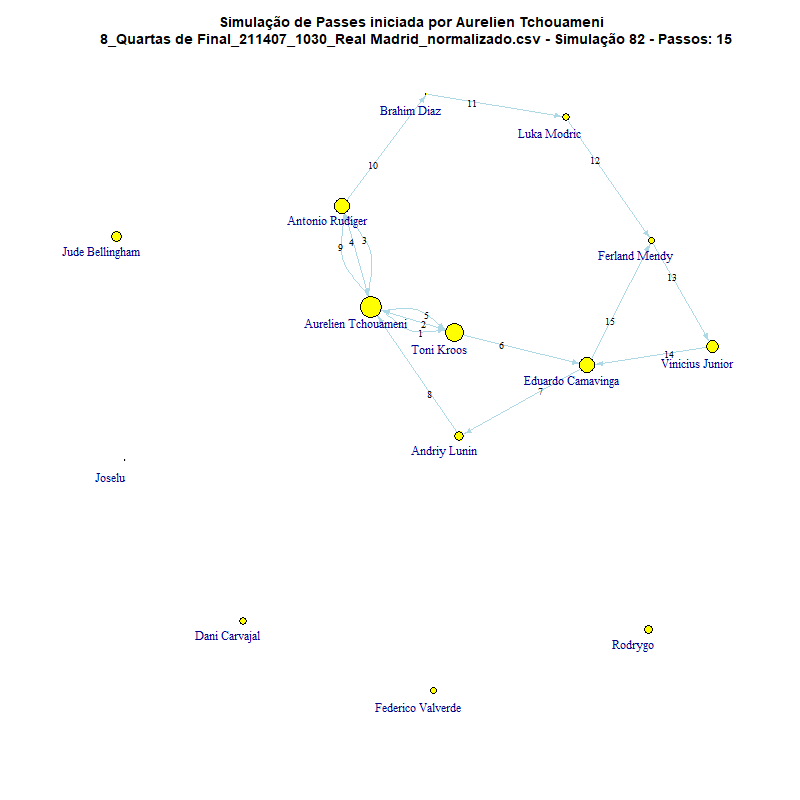 Simulação de Passes iniciada por Aurelien Tchouameni
8_Quartas de Final_211407_1030_Real Madrid_normalizado.csv - Simulação 82 - Passos: 15
11
Brahim Diaz
Luka Modric
12
10
Antonio Rudiger
9
4
3
Jude Bellingham
Ferland Mendy
13
5
2
1
15
Aurelien Tchouameni
Toni Kroos
6
14
Vinicius Junior
Eduardo Camavinga
7
8
Andriy Lunin
Joselu
Dani Carvajal
Rodrygo
Federico Valverde